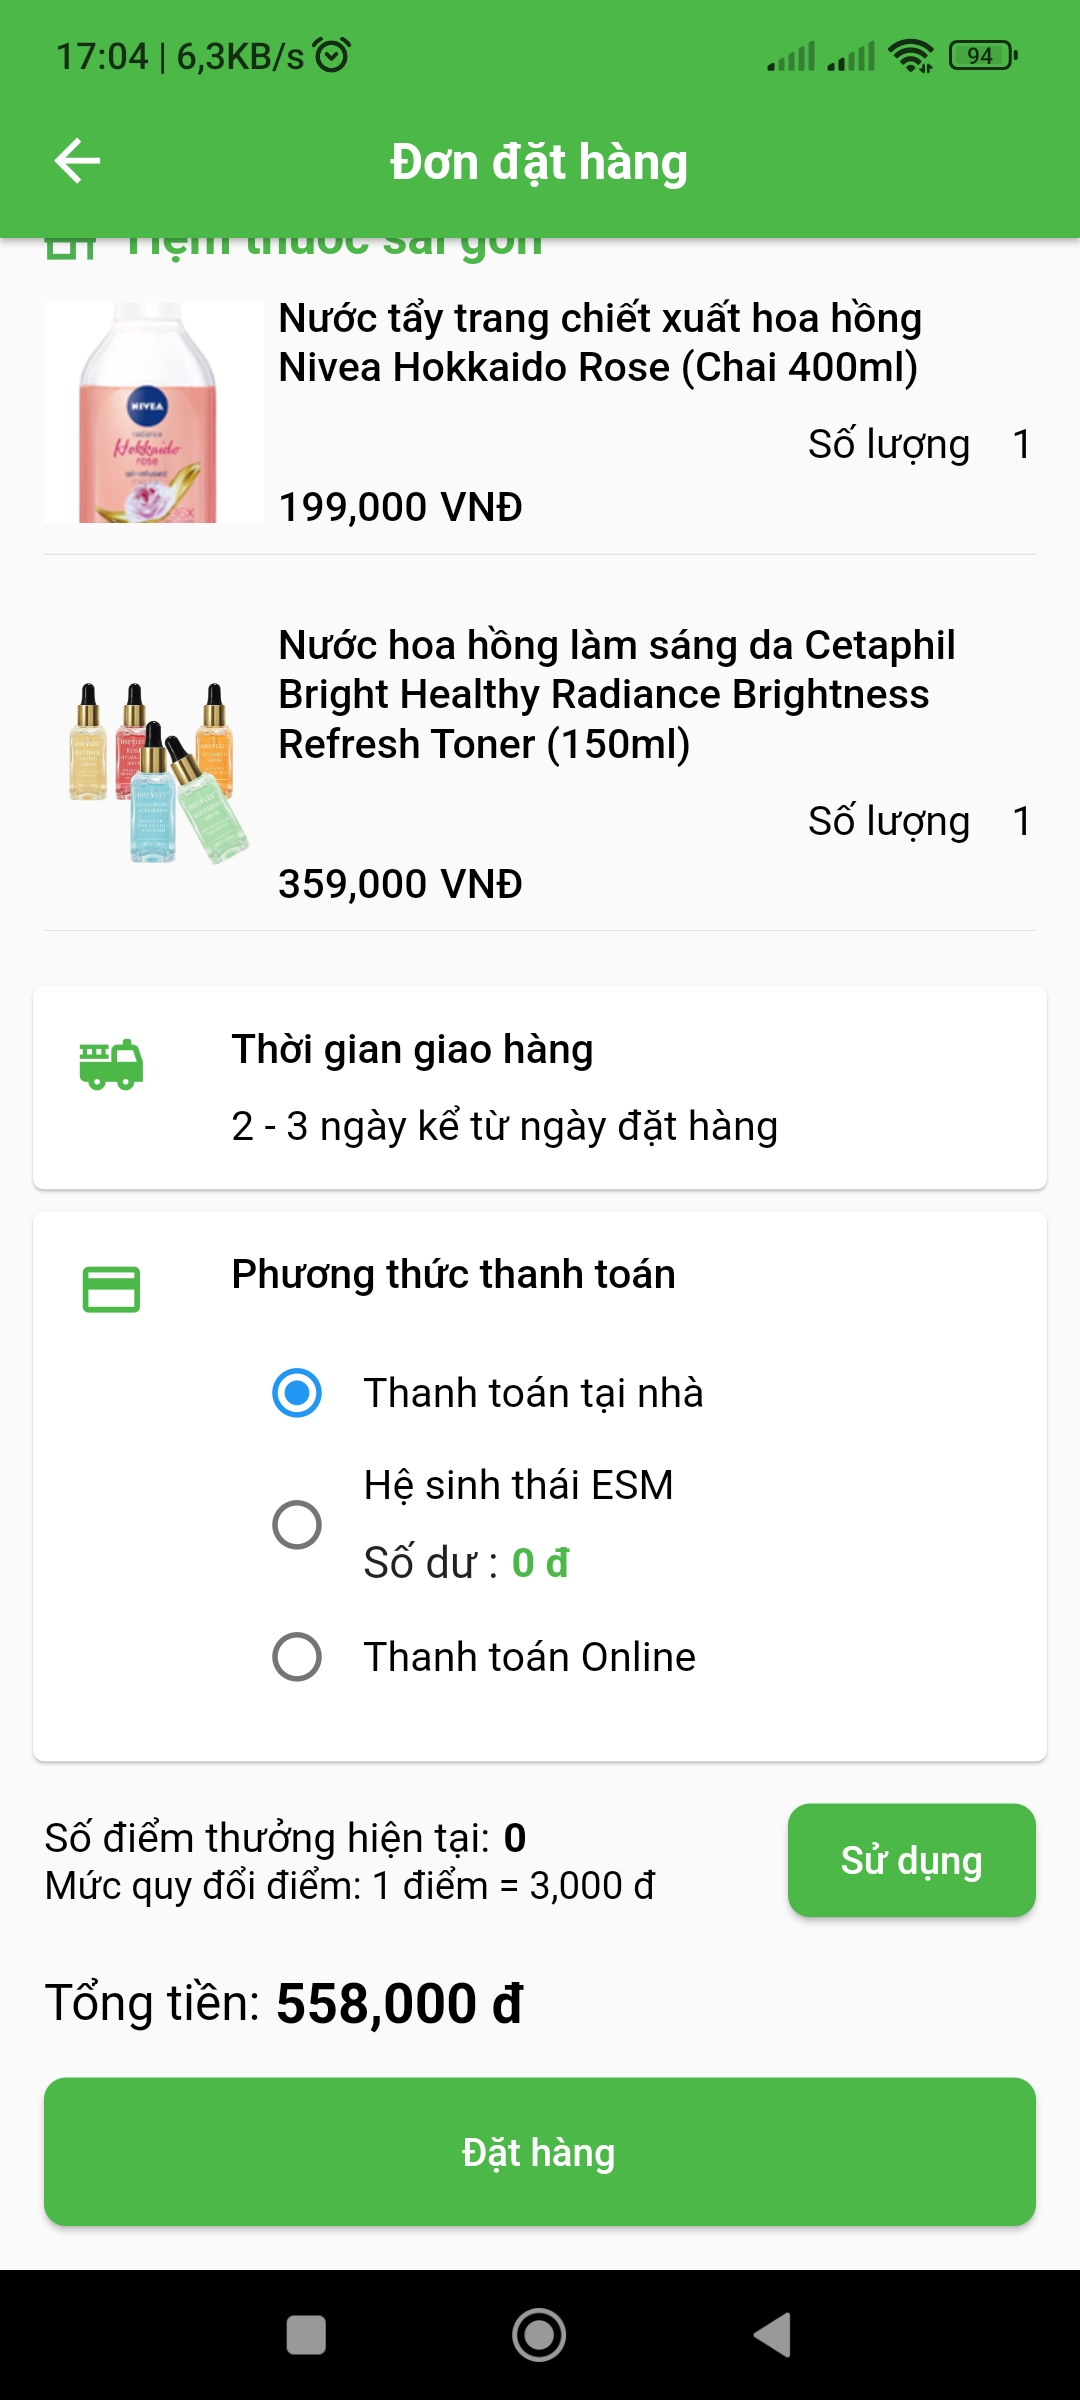 17:04 | 6,3KB/s
94
Đơn đặt hàng
sài gòn
Nước tẩy trang chiết xuất hoa hồng
Nivea Hokkaido Rose (Chai 400ml)
NIVEA
Hokkaido
rose
Số lượng 1
199,000 VNĐ
Nước hoa hồng làm sáng da Cetaphil
Bright Healthy Radiance Brightness
Refresh Toner (150ml)
Số lượng 1
359,000 VNĐ
Thời gian giao hàng
2 - 3 ngày kể từ ngày đặt hàng
Phương thức thanh toán
Thanh toán tại nhà
Hệ sinh thái ESM
Số dư : 0 đ
Thanh toán Online
Số điểm thưởng hiện tại: 0
Mức quy đổi điểm: 1 điểm = 3,000 đ
Sử dụng
Tổng tiền: 558,000 đ
Đặt hàng